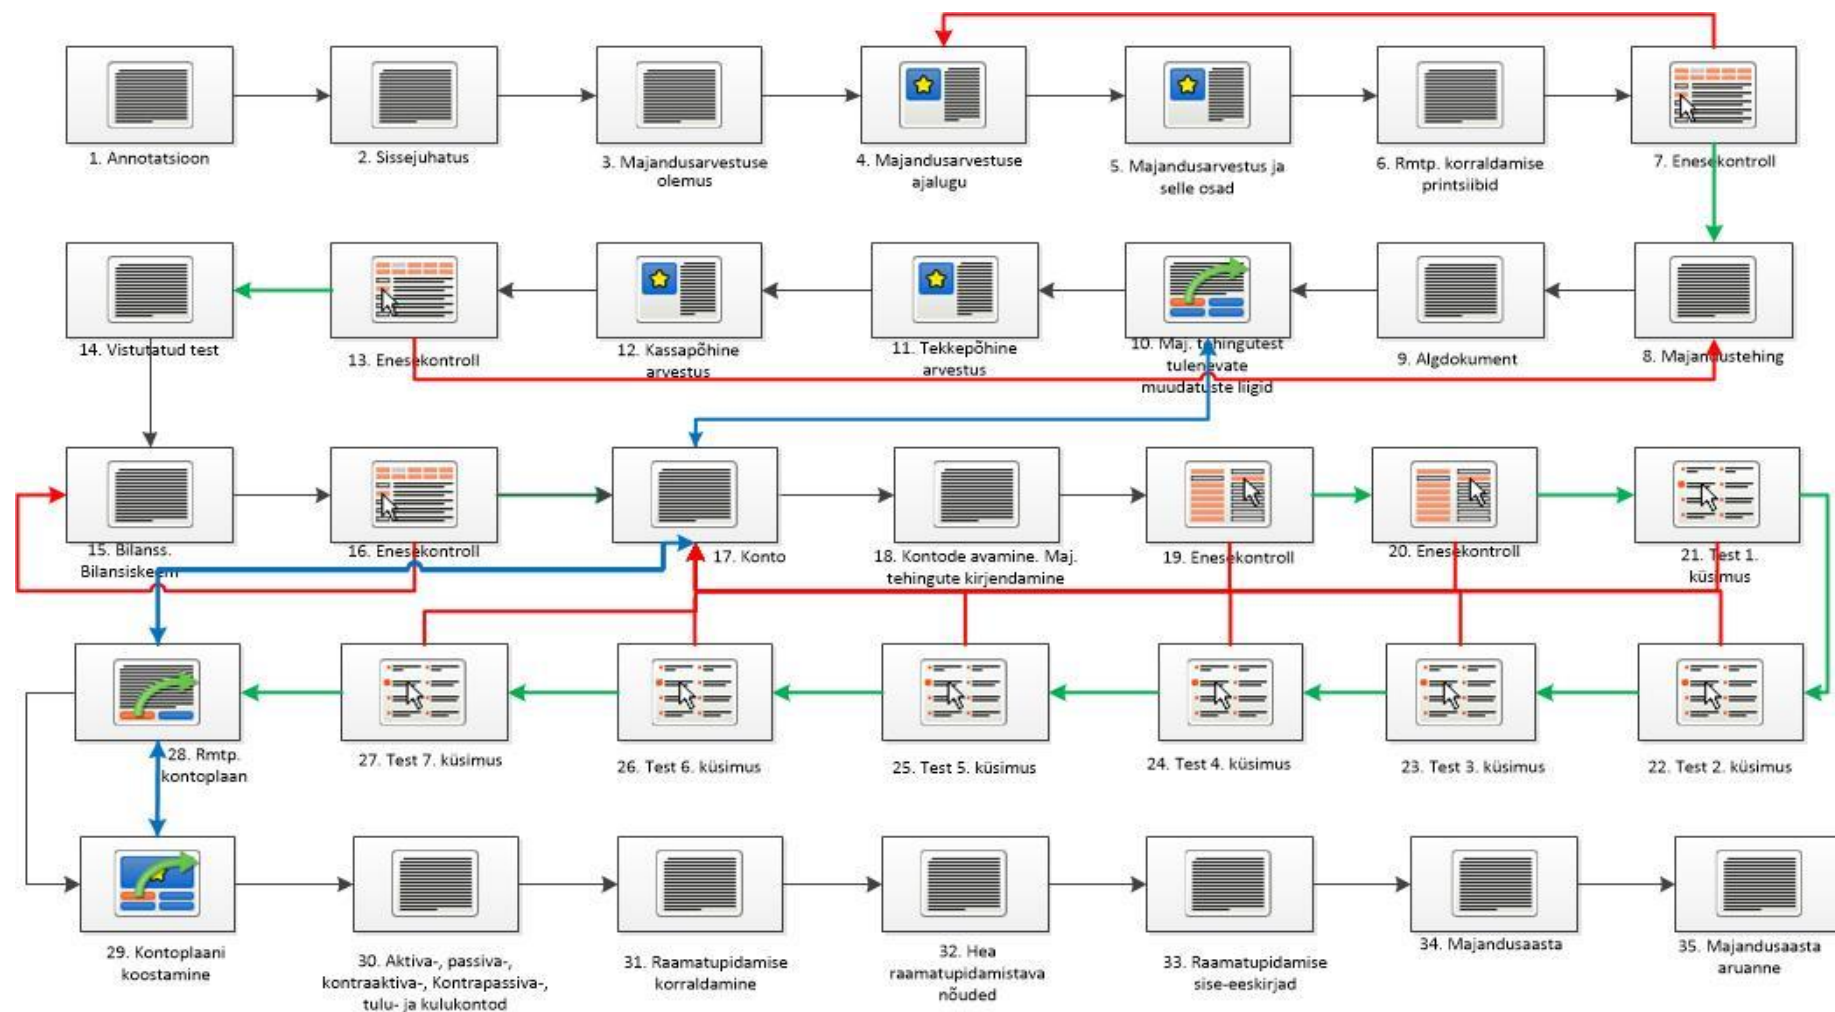 1. Annotatsioon
2. Sissejuhatus
3. Majandusarvestuse
olemus
4. Majandusarvestuse
ajalugu
5. Majandusarvestus ja
selle osad
6. Rmtp. korraldamise
printsiibid
7. Enesekontroll
14. Vistutatud test
13. Enesekontroll
12. Kassapõhine
arvestus
11. Tekkepõhine
arvestus
10. Maj. tehingutest
tulenevate
muudatuste liigid
9. Algdokument
8. Majandustehing
15. Bilanss.
Bilansiskeem
16. Enesekontroll
17. Konto
18. Kontode avamine. Maj.
tehingute kirjendamine
19. Enesekontroll
20. Enesekontroll
21. Test 1.
küsimus
28. Rmtp.
kontoplaan
27. Test 7. küsimus
26. Test 6. küsimus
25. Test 5. küsimus
24. Test 4. küsimus
23. Test 3. küsimus
22. Test 2. küsimus
29. Kontoplaani
koostamine
30. Aktiva-, passiva-,
kontraaktiva-, Kontrapassiva-,
tulu- ja kulukontod
31. Raamatupidamise
korraldamine
32. Hea
raamatupidamistava
nõuded
33. Raamatupidamise
sise-eeskirjad
34. Majandusaasta
35. Majandusaasta
aruanne